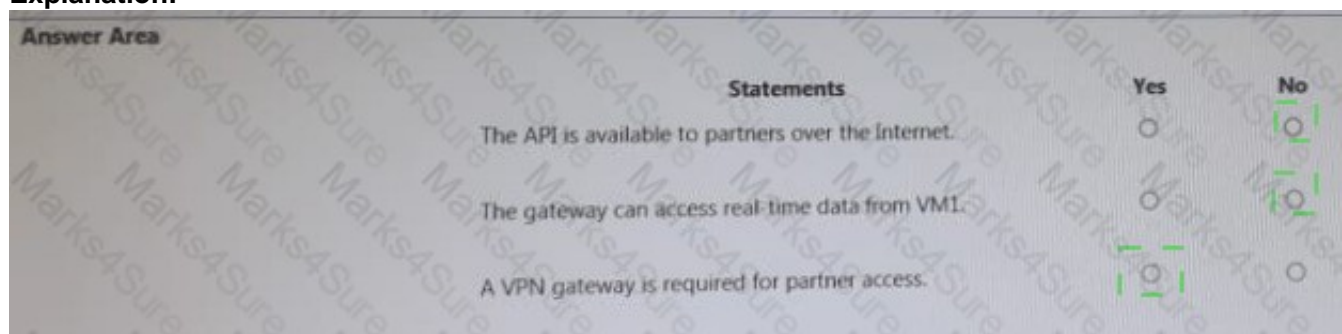 Explanation:
Answer Area
Statements Yes No
The API is available to partners over the Internet.
The gateway can access real-time data from VM1.
A VPN gateway is required for partner access.
Marks4Sure